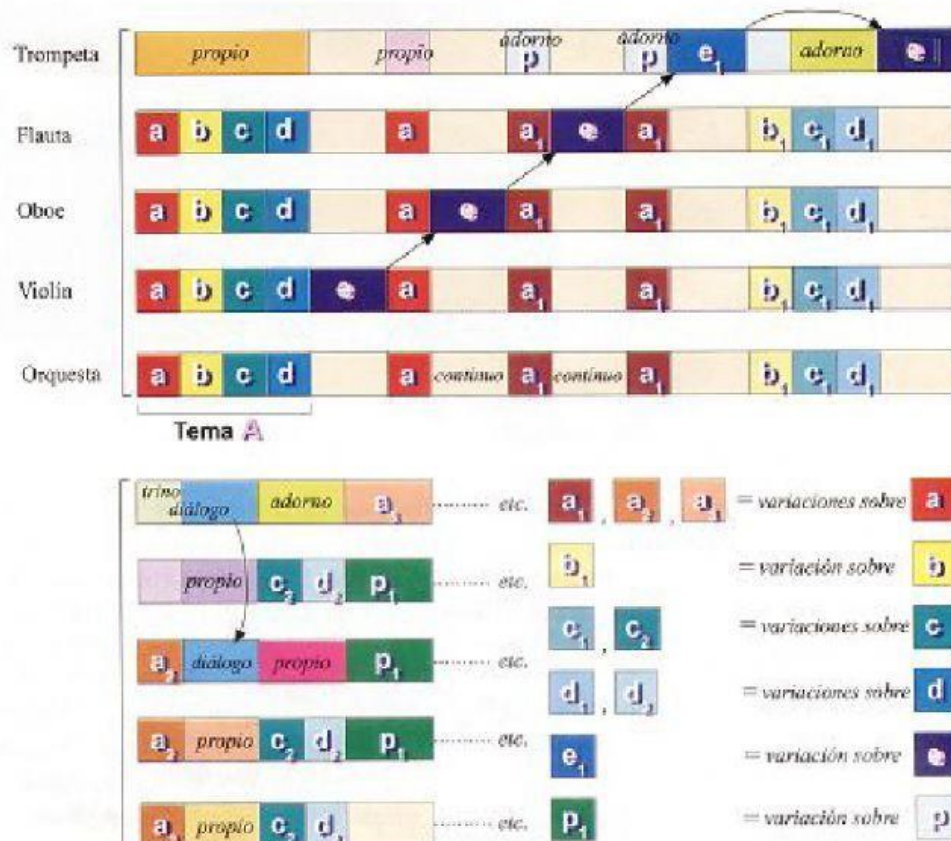 adorno adorno
Trompeta propio propio p p e1 adorno e
Flauta a b c d a a1 e a1 b1 c1 d1
Oboe a b c d a e a1 a1 b1 c1 d1
Violín a b c d e a a1 a1 b1 c1 d1
Orquesta a b c d a continuo a1 continuo a1 b1 c1 d1
Tema A
trino diálogo adorno a3 ........ etc. a1 , a2 , a3 = variaciones sobre a
propio c2 d2 p1 ........ etc. b1 = variación sobre b
a2 diálogo propio p1 ........ etc. c1 , c2 = variaciones sobre c
d1 , d2 = variaciones sobre d
a2 propio c2 d2 p1 ........ etc. e1 = variación sobre e
a propio c2 d ........ etc. p1 = variación sobre p